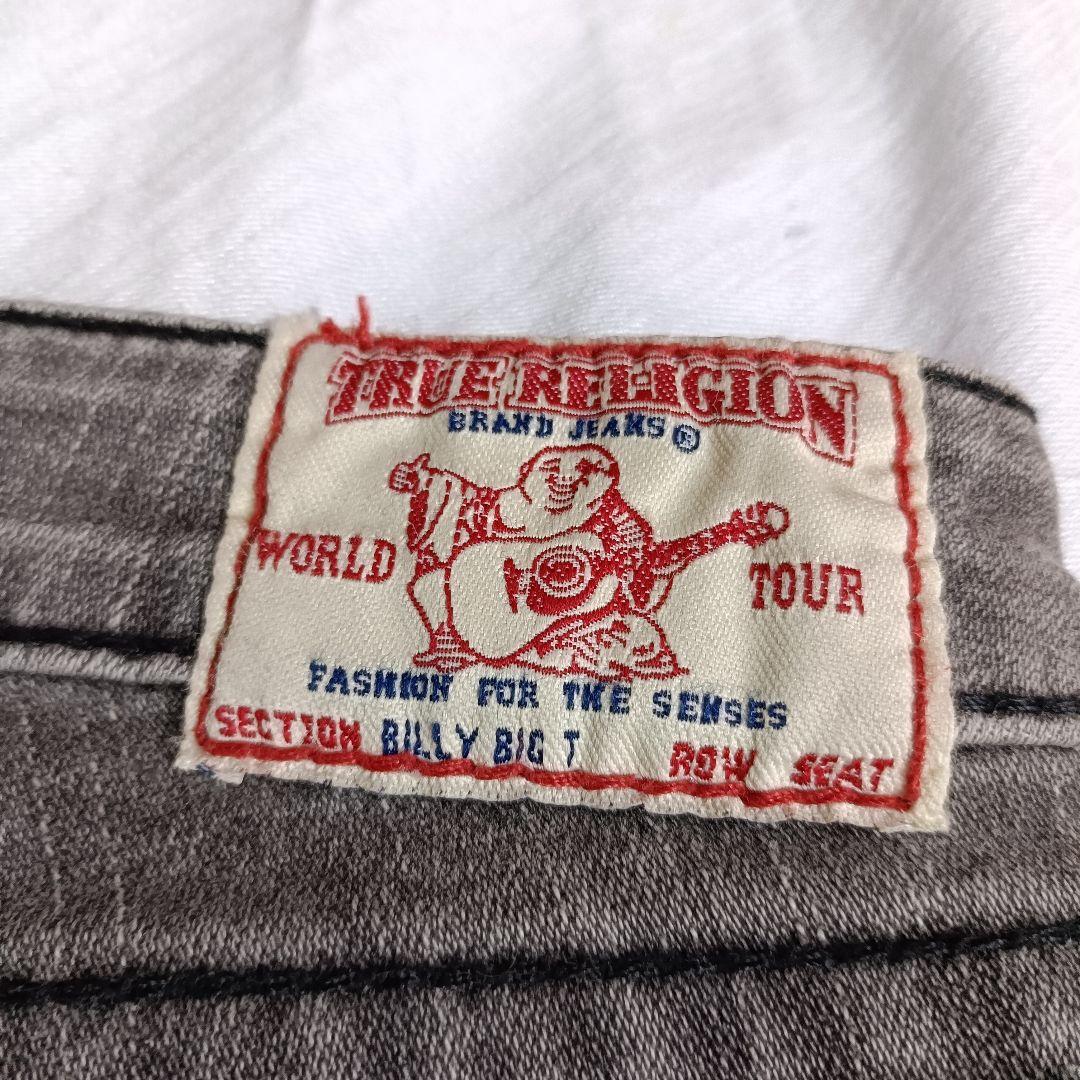 TRUE RELIGION
BRAND JEANS®
WORLD TOUR
FASHION FOR THE SENSES
SECTION BILLY BIG T ROW SEAT